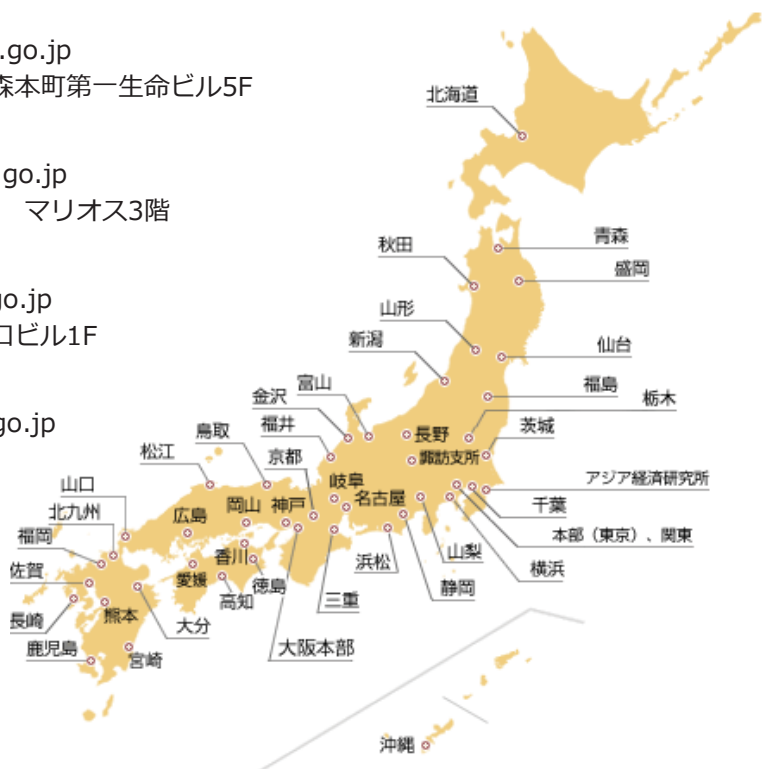 .go.jp
森本町第一生命ビル5F
.go.jp
マリオス3階
go.jp
ロビル1F
go.jp
北海道
青森
秋田
盛岡
山形
新潟
仙台
福島
富山
金沢
栃木
福井
長野
茨城
鳥取
松江
京都
諏訪支所
アジア経済研究所
山口
岐阜
岡山
神戸
名古屋
千葉
北九州
広島
福岡
本部（東京）、関東
香川
山梨
浜松
横浜
佐賀
愛媛
徳島
静岡
高知
三重
長崎
熊本
大分
鹿児島
宮崎
大阪本部
沖縄